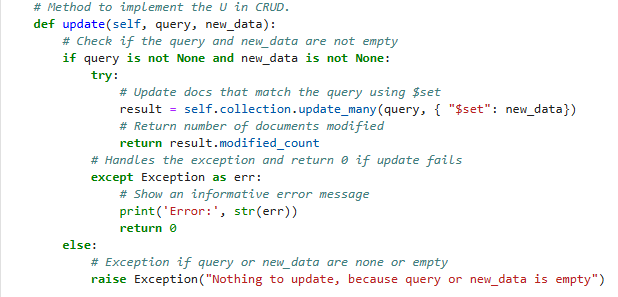 # Method to implement the U in CRUD.
def update(self, query, new_data):
# Check if the query and new_data are not empty
if query is not None and new_data is not None:
try:
# Update docs that match the query using $set
result = self.collection.update_many(query, { "$set": new_data})
# Return number of documents modified
return result.modified_count
# Handles the exception and return 0 if update fails
except Exception as err:
# Show an informative error message
print('Error:', str(err))
return 0
else:
# Exception if query or new_data are none or empty
raise Exception("Nothing to update, because query or new_data is empty")